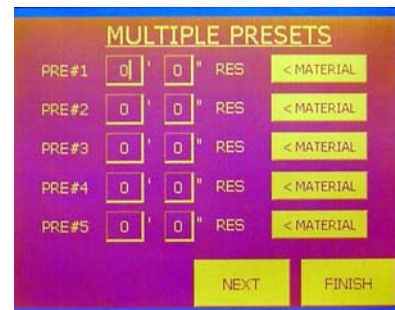 MULTIPLE PRESETS
PRE#1 0 ' 0 " RES < MATERIAL
PRE#2 0 ' 0 " RES < MATERIAL
PRE#3 0 ' 0 " RES < MATERIAL
PRE#4 0 ' 0 " RES < MATERIAL
PRE#5 0 ' 0 " RES < MATERIAL
NEXT FINISH